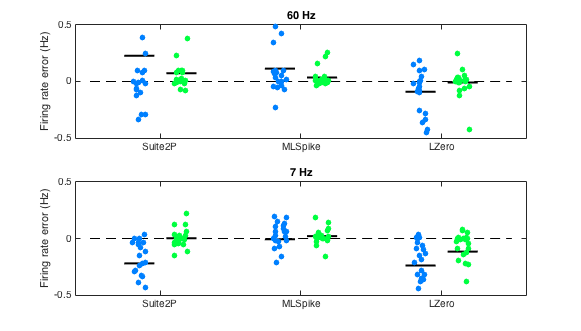 60 Hz
0.5
0
-0.5
Firing rate error (Hz)
Suite2P MLSpike LZero
7 Hz
0.5
0
-0.5
Firing rate error (Hz)
Suite2P MLSpike LZero